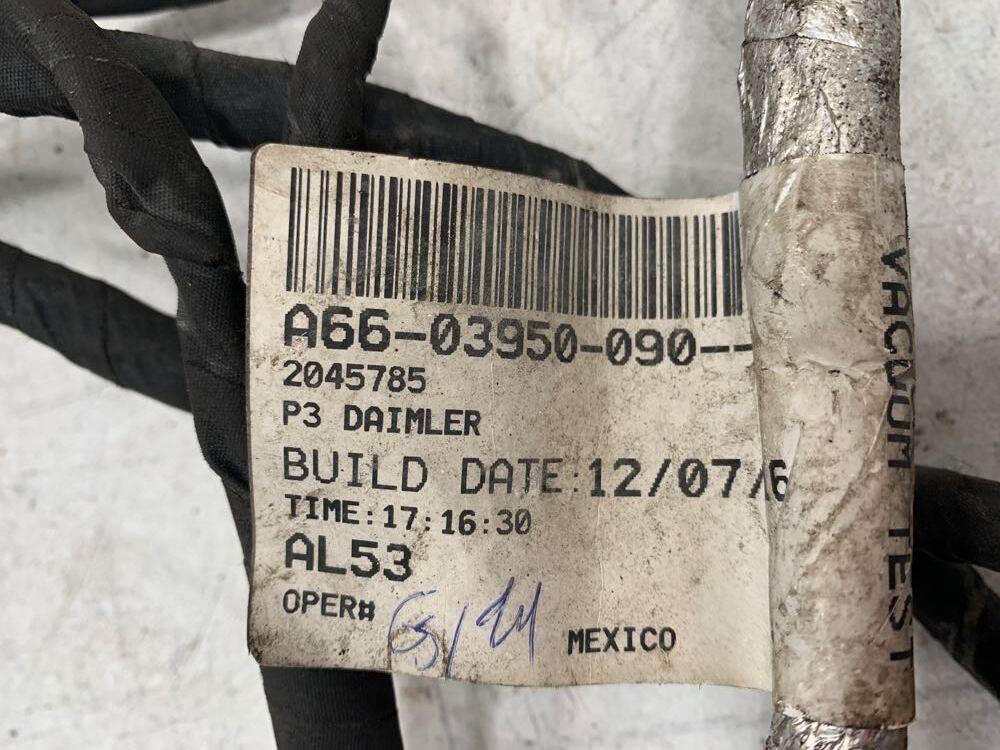 A66-03950-090--
2045785
P3 DAIMLER
BUILD DATE:12/07/6
TIME:17:16:30
AL53
OPER#
MEXICO
VACUUM TEST